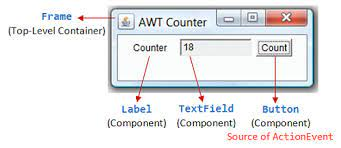 Frame
(Top-Level Container)
AWT Counter
Counter 18 Count
Label TextField Button
(Component) (Component) (Component)
Source of ActionEvent